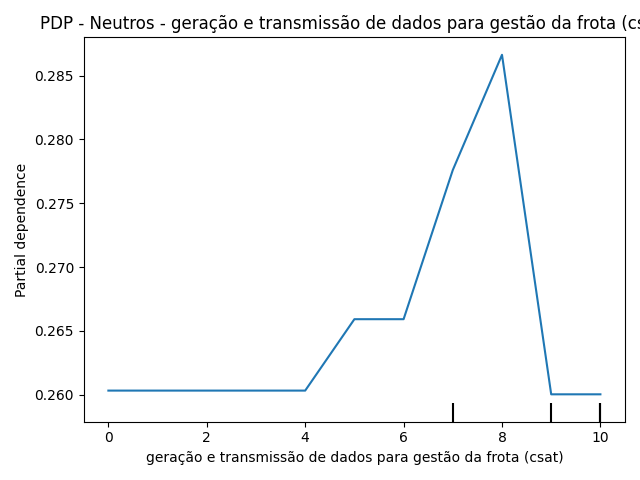 PDP - Neutros - geração e transmissão de dados para gestão da frota (cs
0.285
0.280
0.275
0.270
0.265
0.260
Partial dependence
0 2 4 6 8 10
geração e transmissão de dados para gestão da frota (csat)